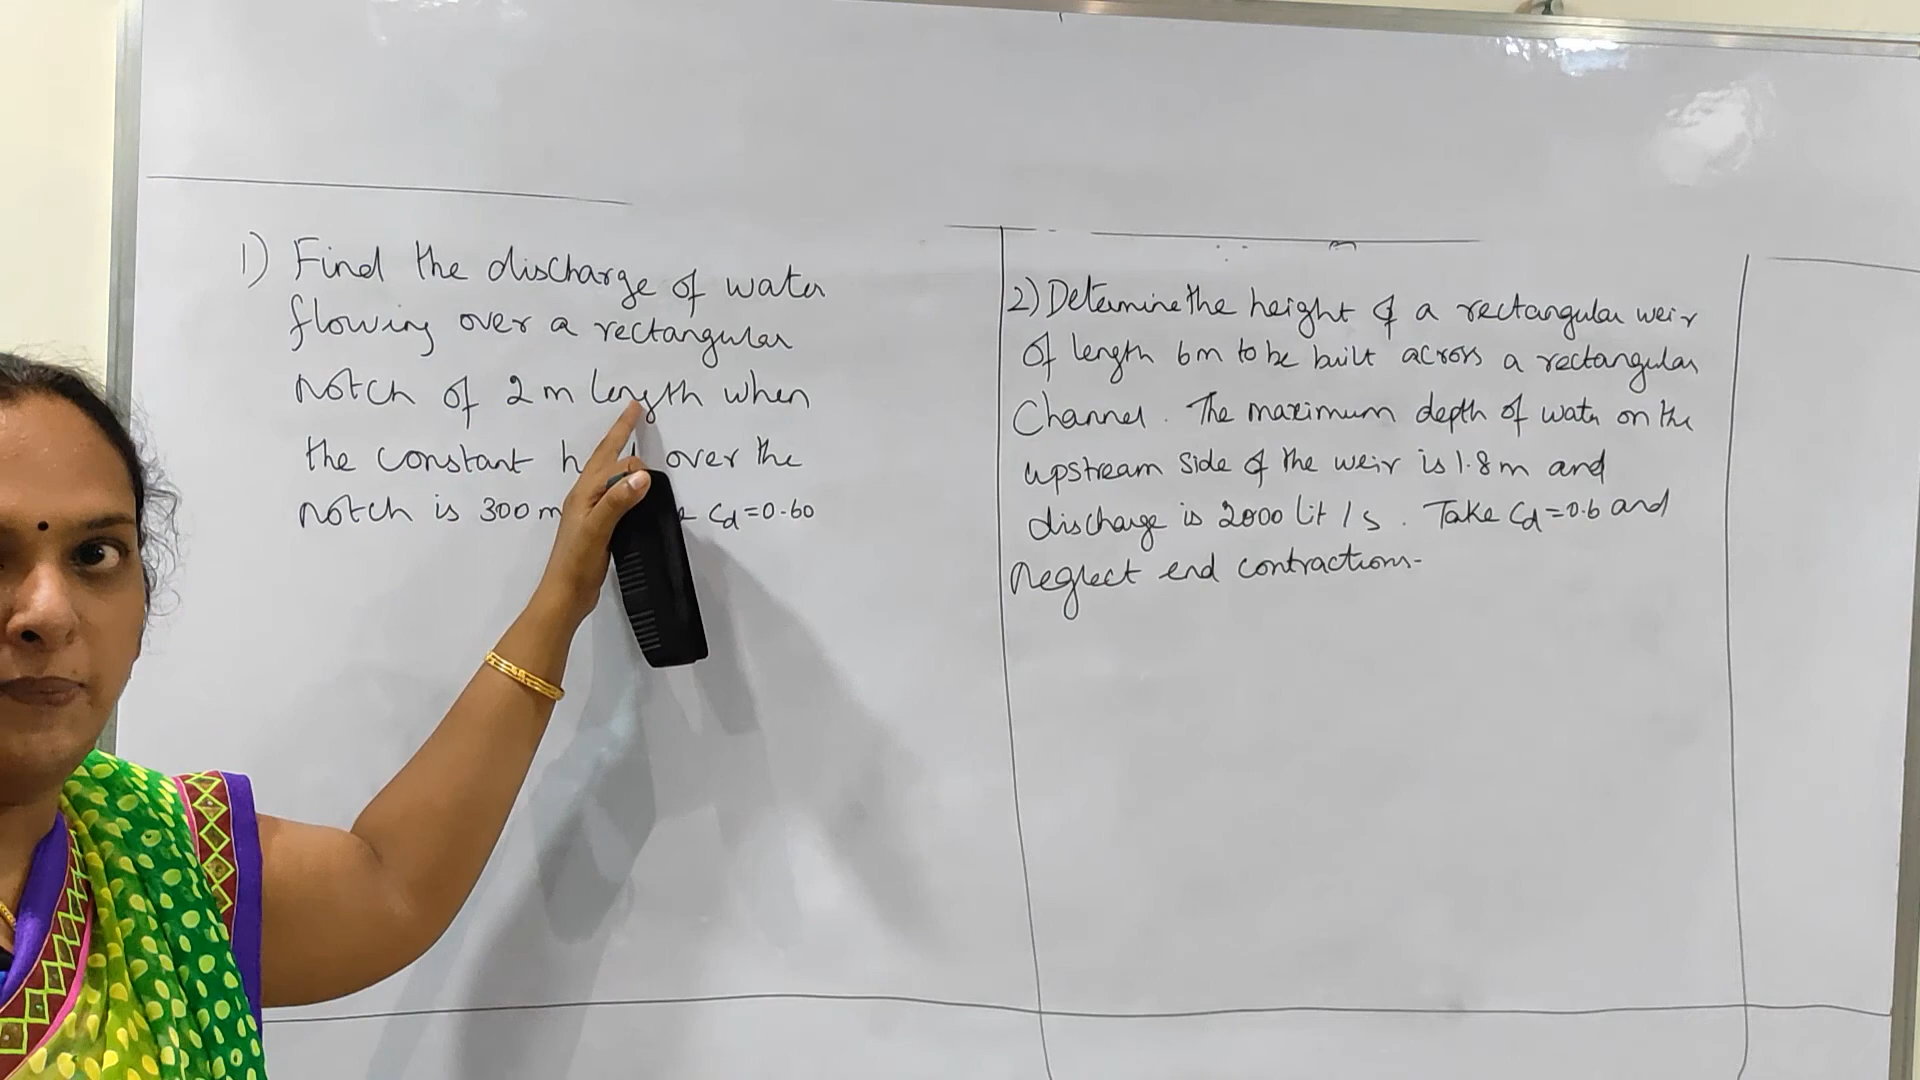 1) Find the discharge of water
flowing over a rectangular
notch of 2 m length when
the constant over the
notch is 300 m Cd=0.60
2) Determine the height of a rectangular weir
of length 6m to be built across a rectangular
Channel. The maximum depth of water on the
upstream side of the weir is 1.8 m and
discharge is 2000 lit/s. Take Cd=0.6 and
neglect end contractions.